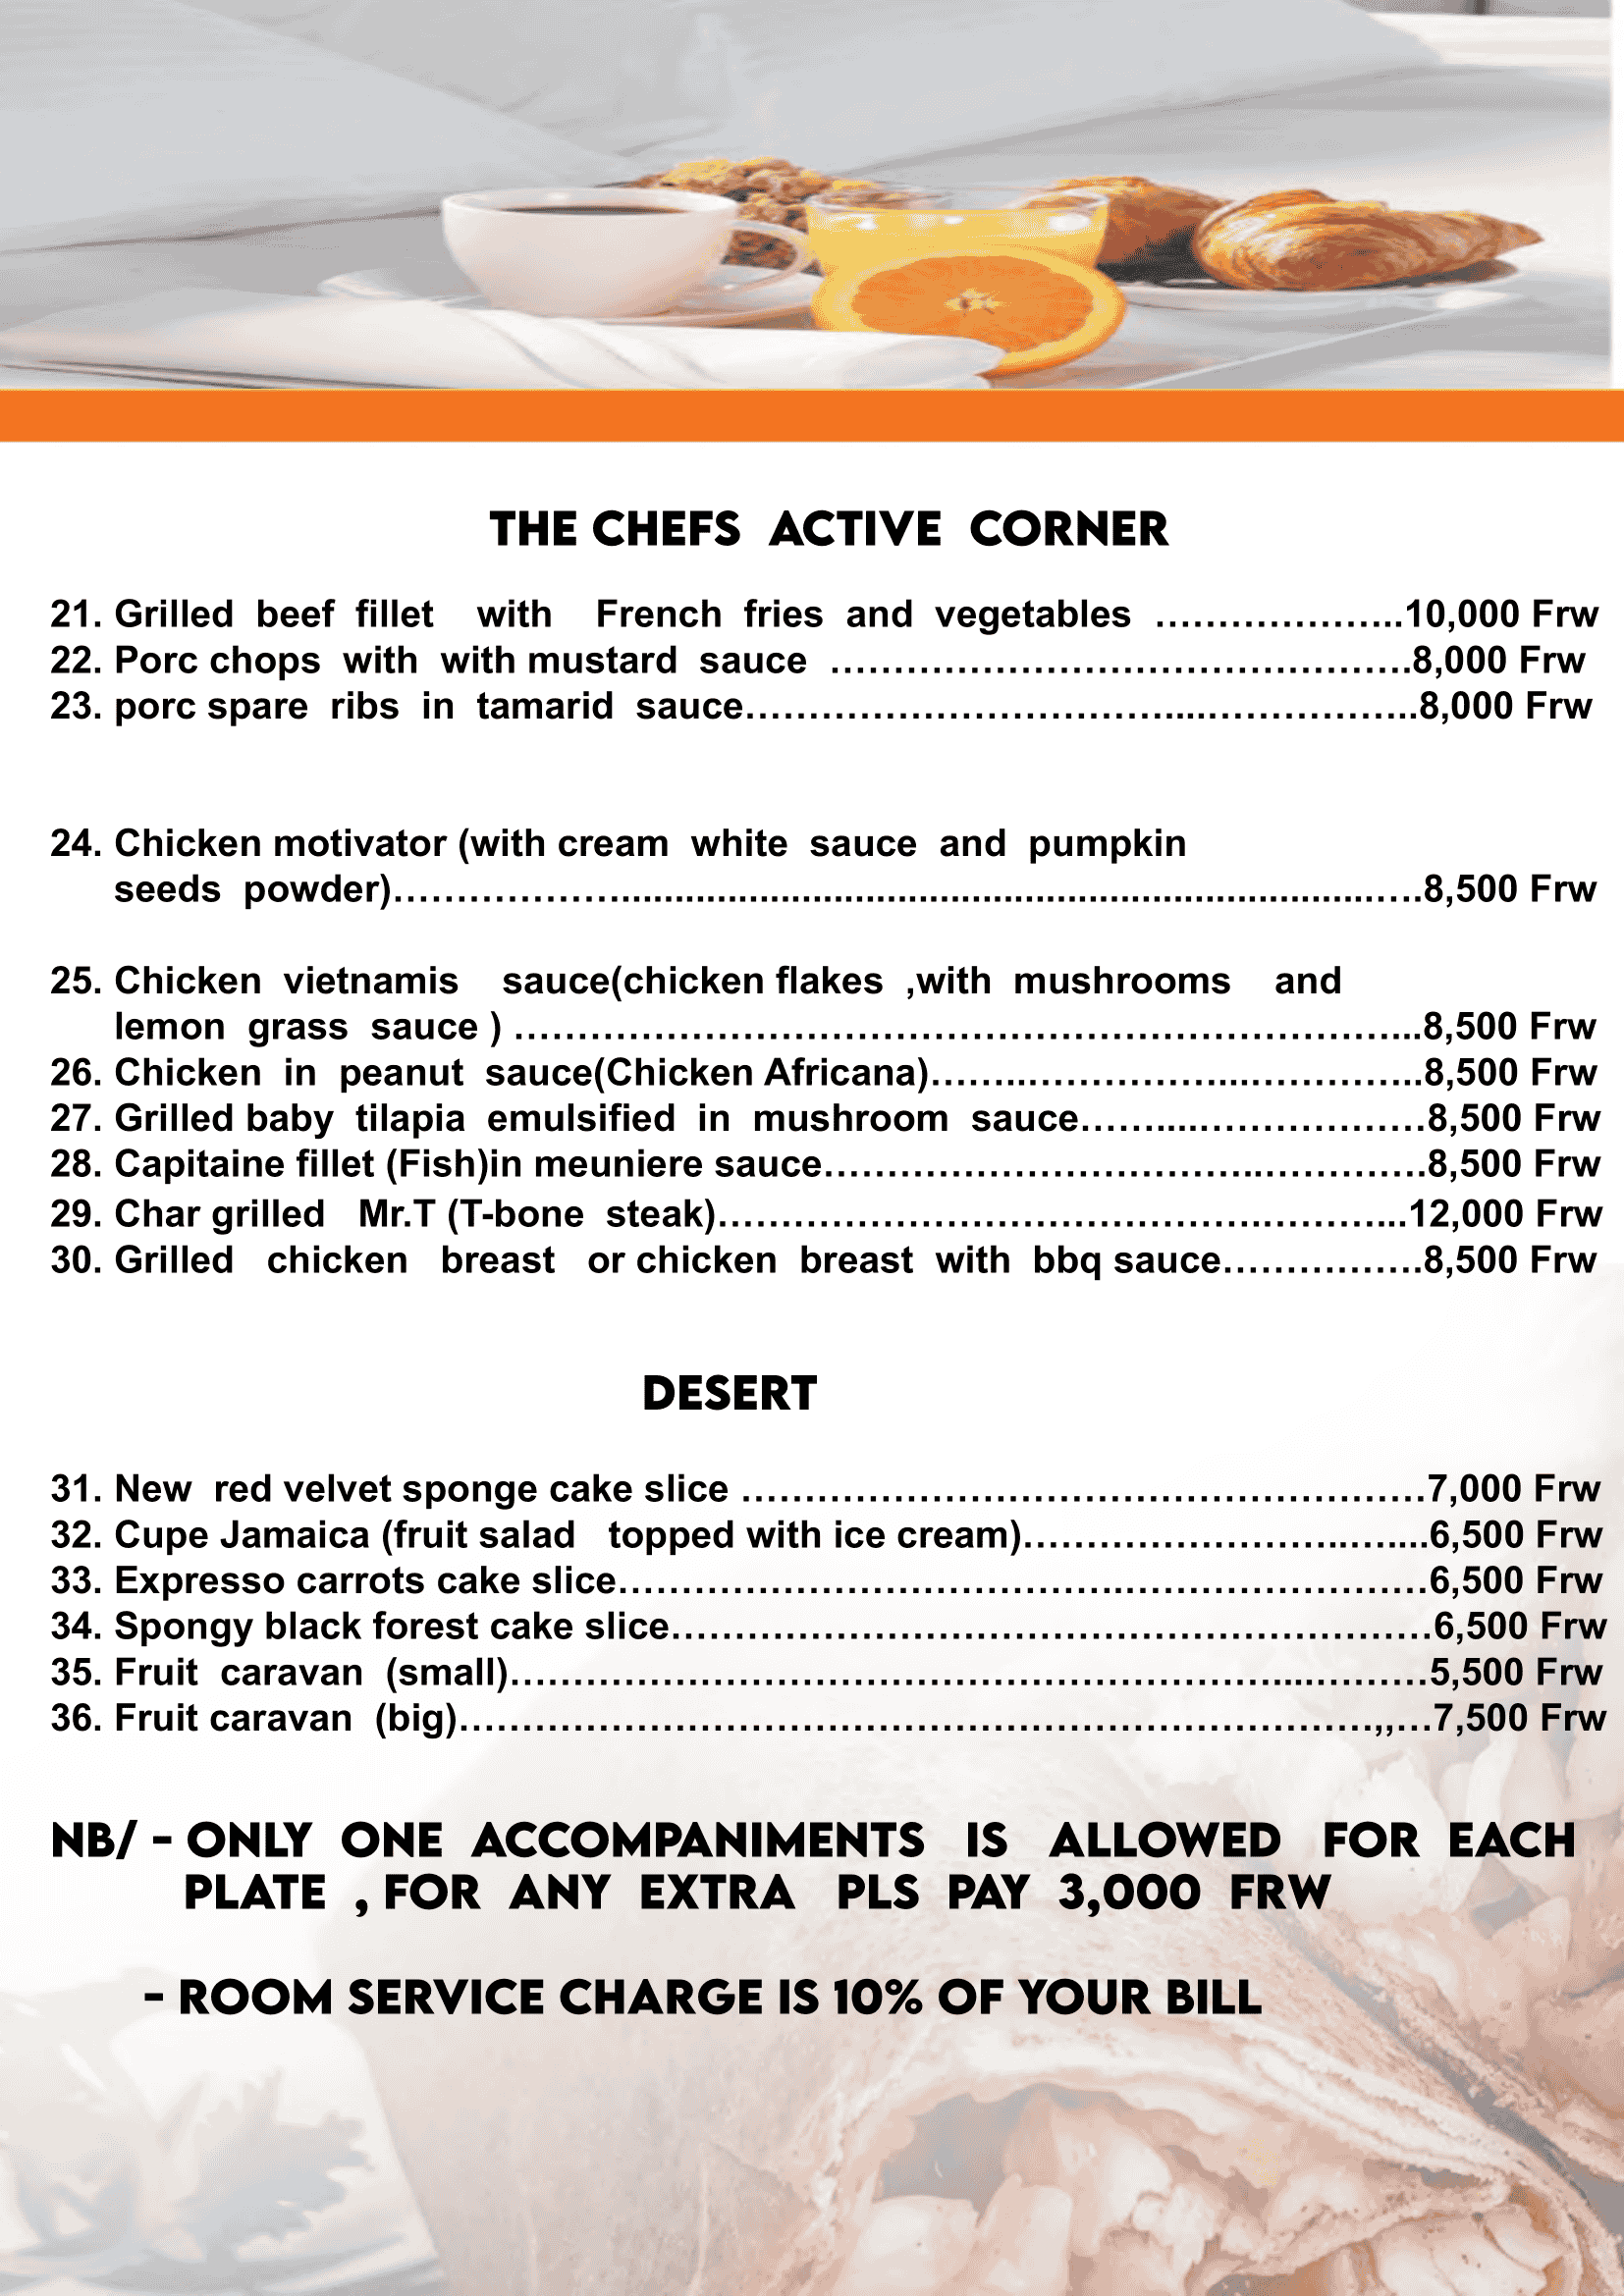 THE CHEFS ACTIVE CORNER
21. Grilled beef fillet with French fries and vegetables ………………...10,000 Frw
22. Porc chops with with mustard sauce ……………………………………….8,000 Frw
23. porc spare ribs in tamarid sauce……………………………....……………..8,000 Frw
24. Chicken motivator (with cream white sauce and pumpkin
seeds powder)………………......................................................................….8,500 Frw
25. Chicken vietnamis sauce(chicken flakes ,with mushrooms and
lemon grass sauce ) ……………………………………………………………...8,500 Frw
26. Chicken in peanut sauce(Chicken Africana)……..……………...…………..8,500 Frw
27. Grilled baby tilapia emulsified in mushroom sauce……....………………8,500 Frw
28. Capitaine fillet (Fish)in meuniere sauce……………………………..………….8,500 Frw
29. Char grilled Mr.T (T-bone steak)…………………………………….………...12,000 Frw
30. Grilled chicken breast or chicken breast with bbq sauce…………….8,500 Frw
DESERT
31. New red velvet sponge cake slice ………………………………………………7,000 Frw
32. Cupe Jamaica (fruit salad topped with ice cream)……………………..…....6,500 Frw
33. Expresso carrots cake slice………………………………….……………………6,500 Frw
34. Spongy black forest cake slice……………………………………………………6,500 Frw
35. Fruit caravan (small)……………………………………………………...………5,500 Frw
36. Fruit caravan (big)……………………………………………………………….,,…7,500 Frw
NB/ - ONLY ONE ACCOMPANIMENTS IS ALLOWED FOR EACH
PLATE , FOR ANY EXTRA PLS PAY 3,000 FRW
- ROOM SERVICE CHARGE IS 10% OF YOUR BILL